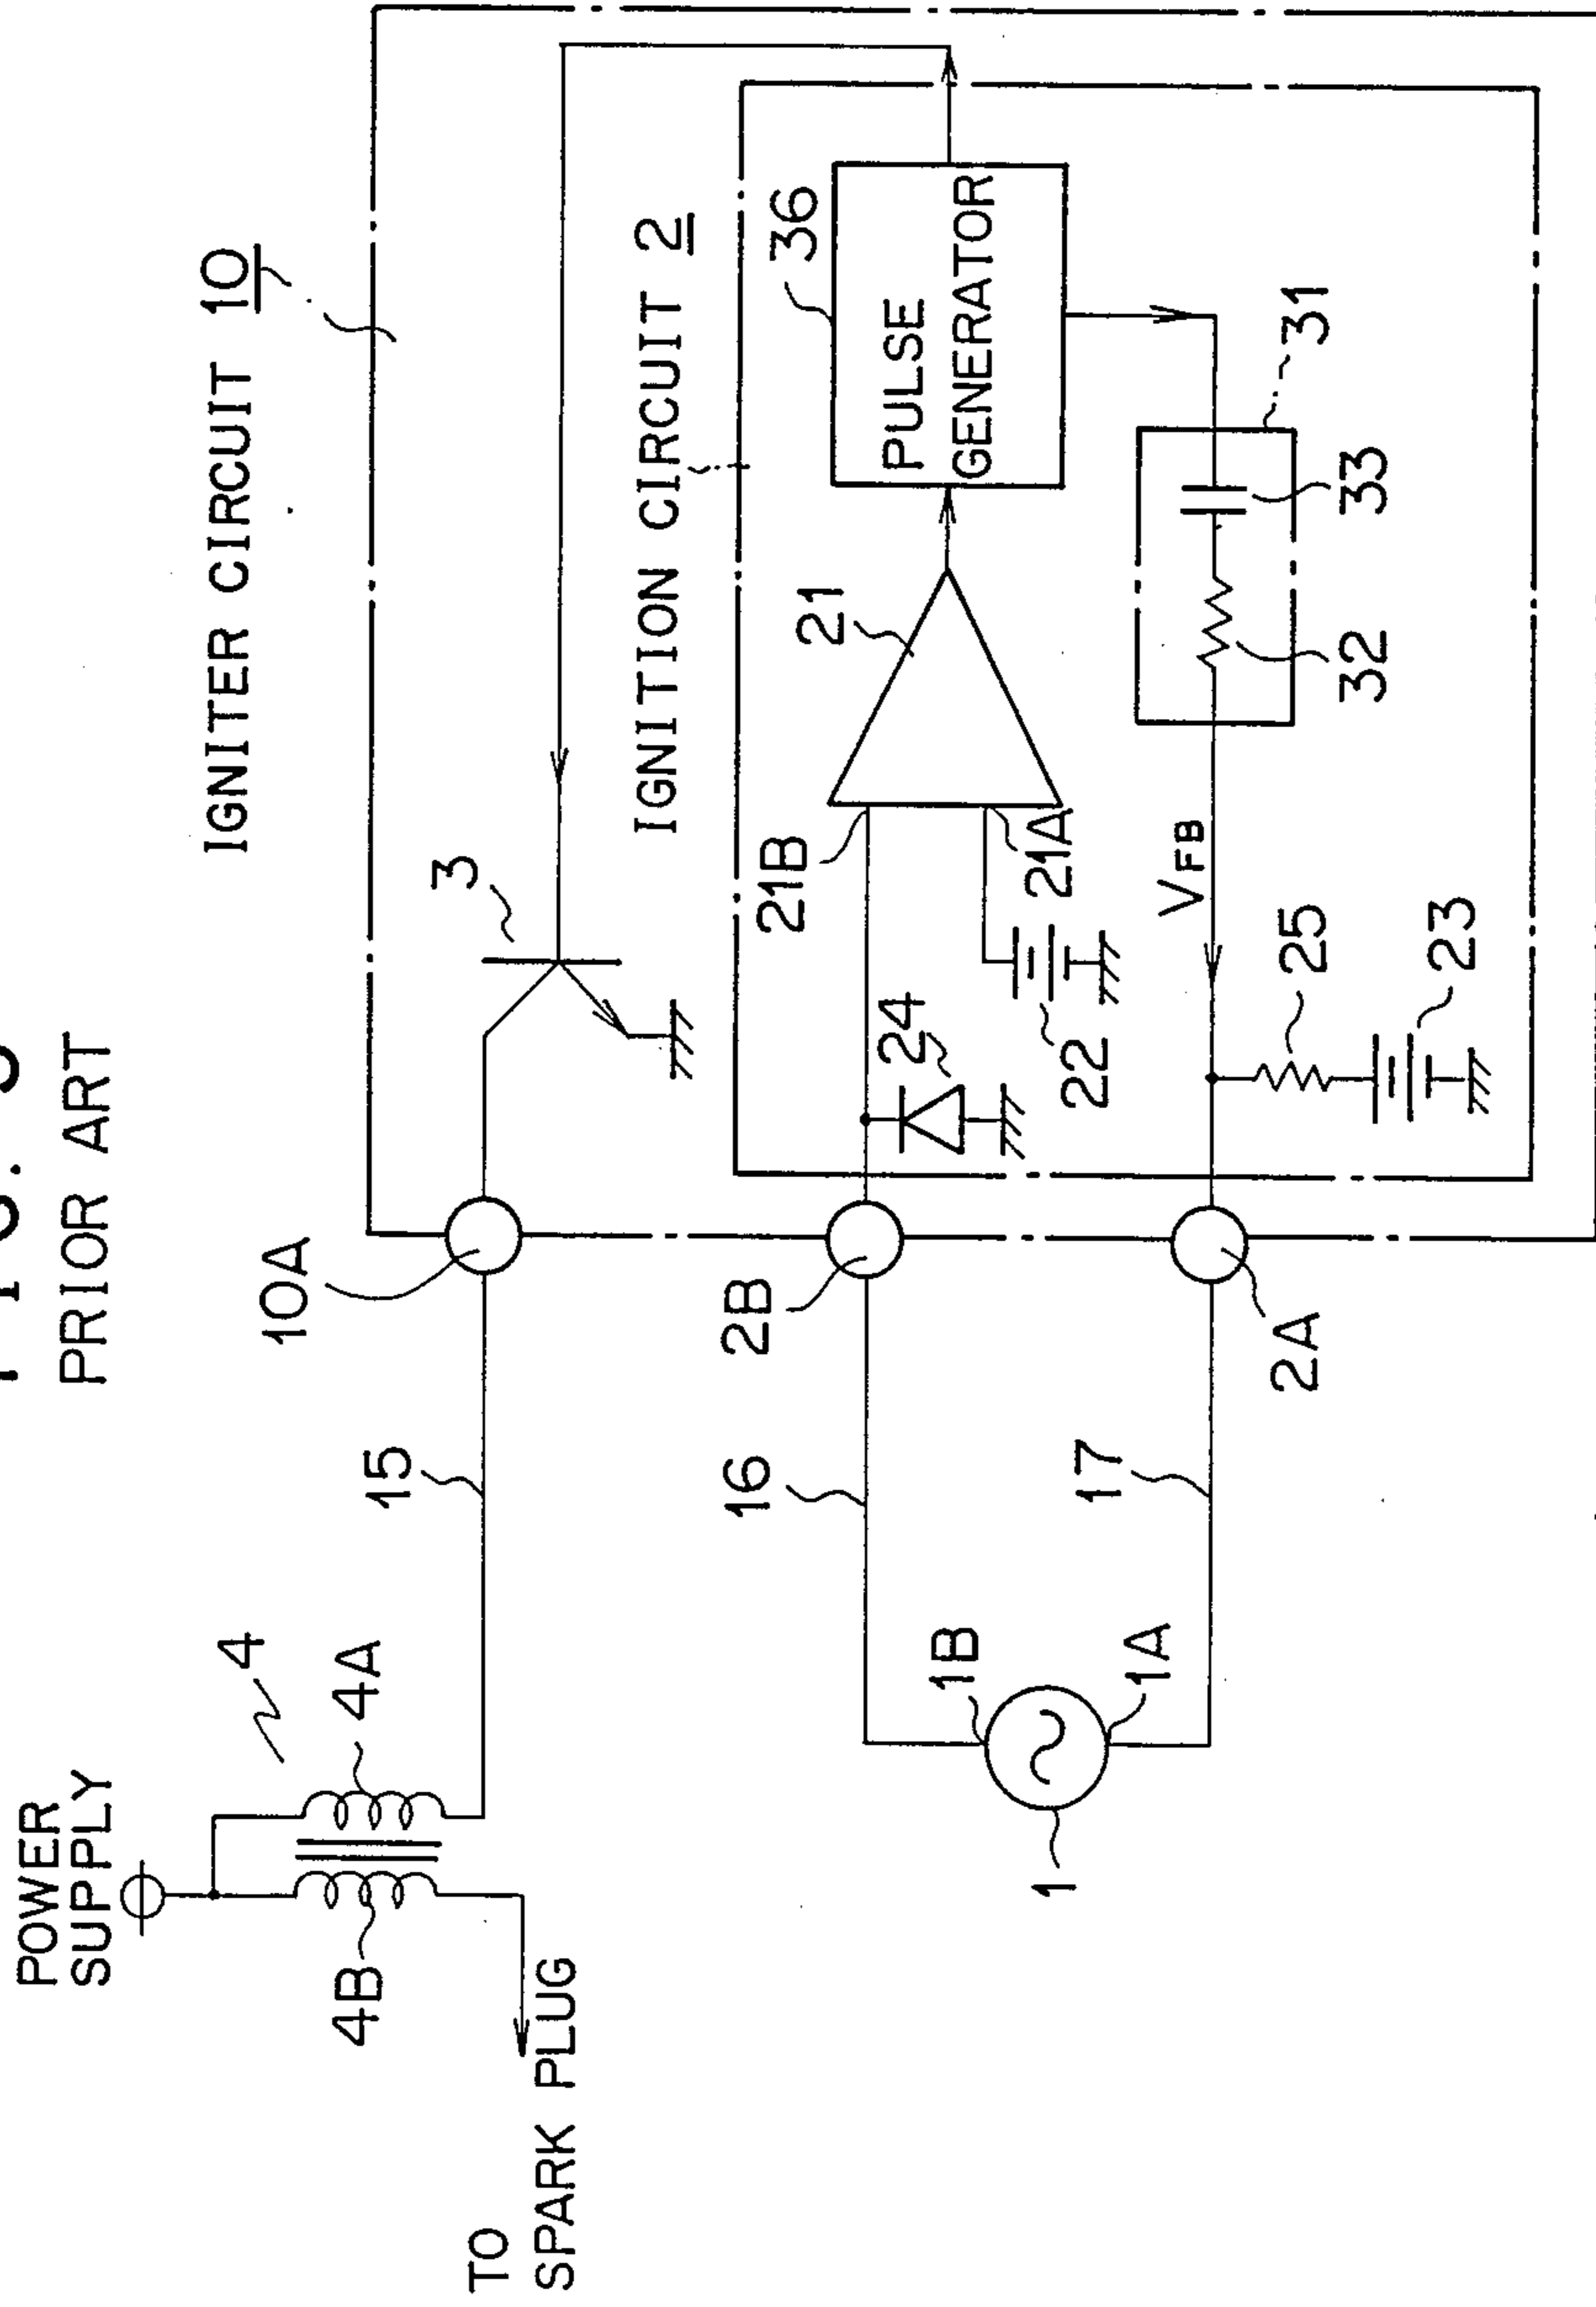 PRIOR ART
POWER
SUPPLY
4
4A
4B
TO
SPARK PLUG
15
10A
3
IGNITER CIRCUIT 10
IGNITION CIRCUIT 2
16
2B
21B
21
36
PULSE
GENERATOR
24
22
21A
1
1B
1A
17
2A
VFB
25
23
31
32
33